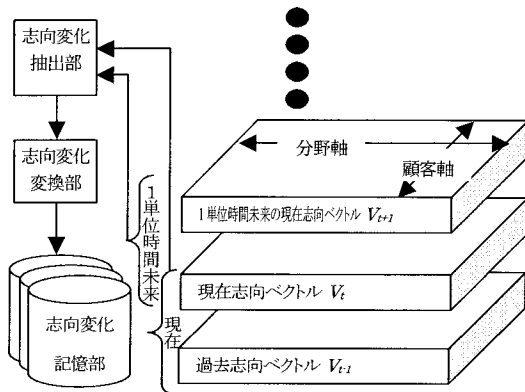 志向変化
抽出部
志向変化
変換部
志向変化
記憶部
1単位時間未来
現在
分野軸
顧客軸
1単位時間未来の現在志向ベクトル Vt+1
現在志向ベクトル Vt
過去志向ベクトル Vt-1